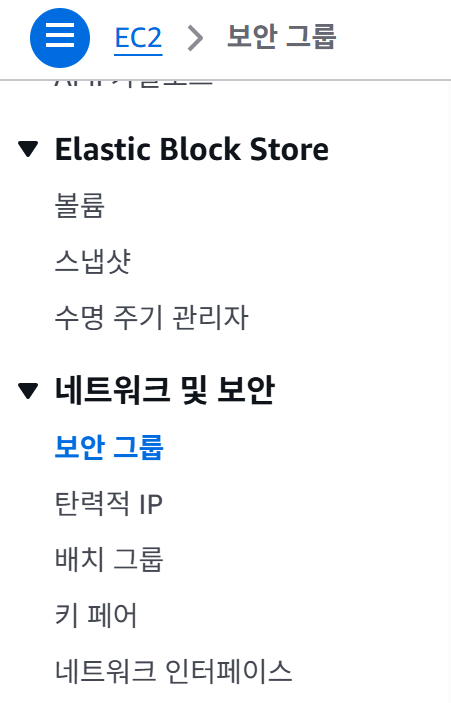 EC2 > 보안 그룹
Elastic Block Store
볼륨
스냅샷
수명 주기 관리자
네트워크 및 보안
보안 그룹
탄력적 IP
배치 그룹
키 페어
네트워크 인터페이스